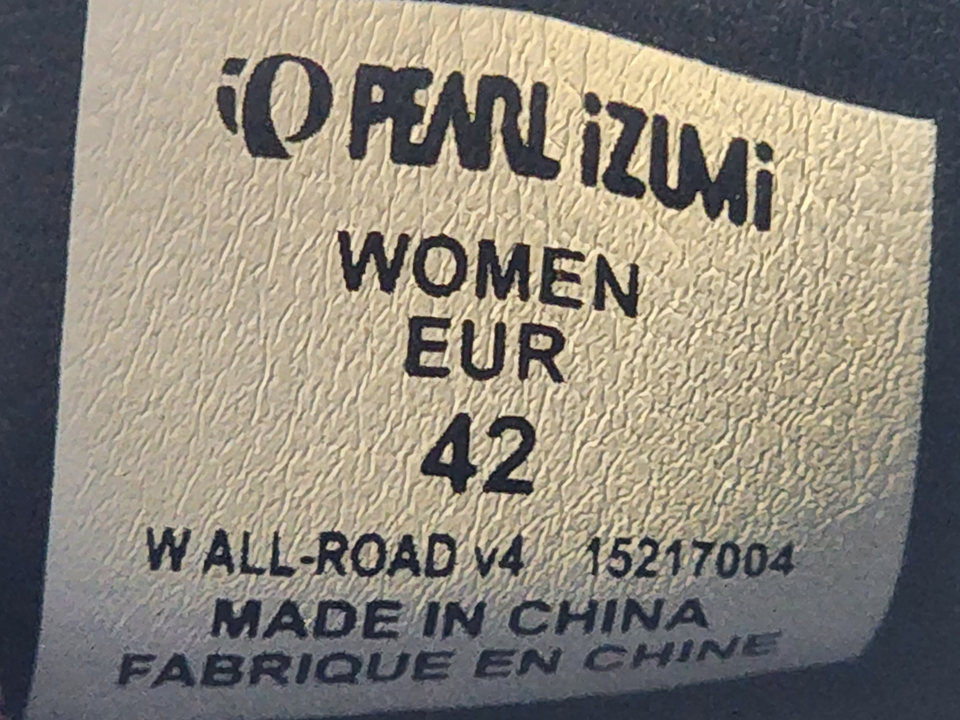 PEARL iZUMi
WOMEN
EUR
42
W ALL-ROAD v4 15217004
MADE IN CHINA
FABRIQUE EN CHINE